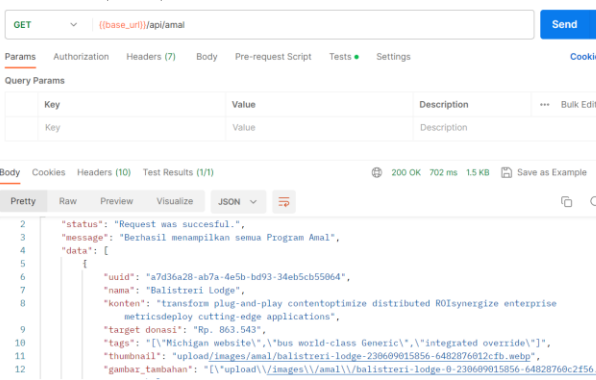 GET {{base_url}}/api/amal Send
Params Authorization Headers (7) Body Pre-request Script Tests Settings Cookie
Query Params
Key Value Description Bulk Edit
Key Value Description
Body Cookies Headers (10) Test Results (1/1) 200 OK 702 ms 1.5 KB Save as Example
Pretty Raw Preview Visualize JSON
2 "status": "Request was succesful.",
3 "message": "Berhasil menampilkan semua Program Amal",
4 "data": [
5 {
6 "uuid": "a7d36a28-ab7a-4e5b-bd93-34eb5cb55064",
7 "nama": "Balistreri Lodge",
8 "konten": "transform plug-and-play contentoptimize distributed ROIsynergize enterprise
metricsdeploy cutting-edge applications",
9 "target donasi": "Rp. 863.543",
10 "tags": "[\"Michigan website\",\"bus world-class Generic\",\"integrated override\"]",
11 "thumbnail": "upload/images/amal/balistreri-lodge-230609015856-6482876012cfb.webp",
12 "gambar_tambahan": "[\"upload\\/images\\/amal\\/balistreri-lodge-0-230609015856-64828760c2f56.